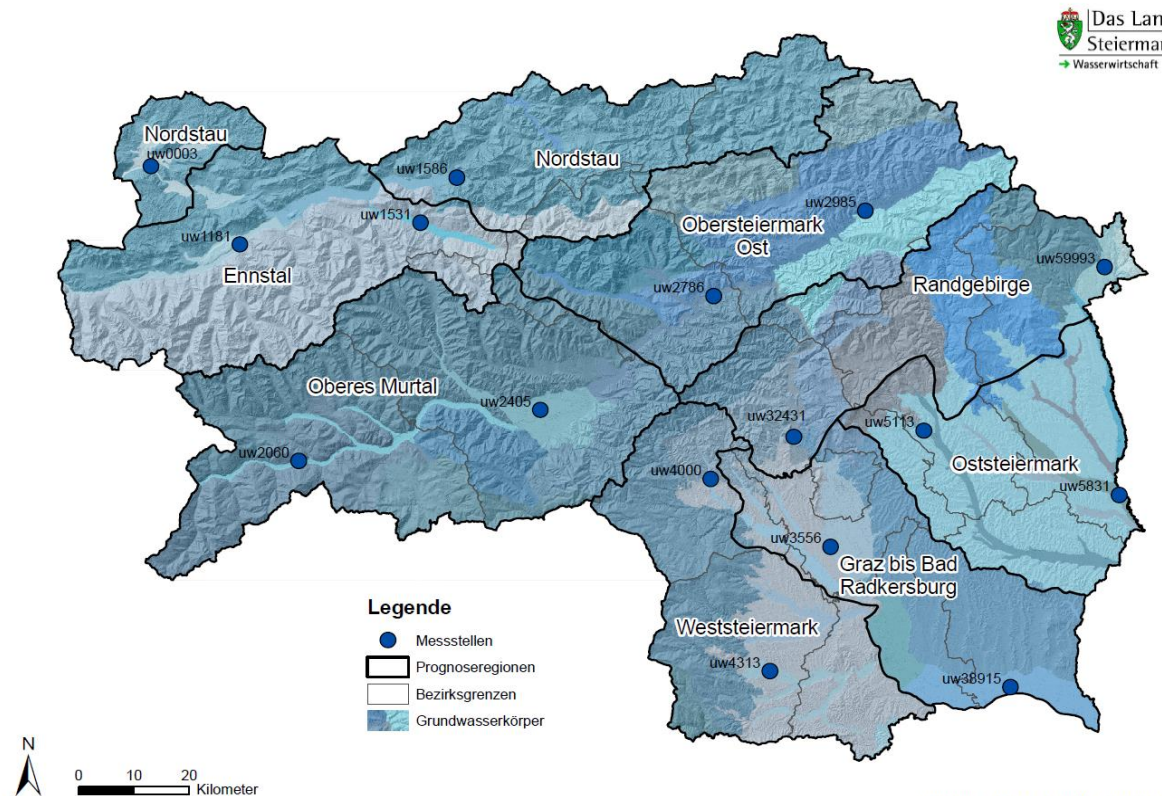 Das Lan
Steiermar
→ Wasserwirtschaft
Nordstau
uw0003
uw1586
Nordstau
uw1531
uw2985
uw1181
Obersteiermark
Ost
Ennstal
uw59993
uw2786
Randgebirge
Oberes Murtal
uw2405
uw32431
uw5113
uw2060
uw4000
Oststeiermark
uw5831
uw3556
Graz bis Bad
Radkersburg
Legende
Messstellen
Weststeiermark
Prognoseregionen
uw4313
uw38915
Bezirksgrenzen
Grundwasserkörper
N
0 10 20
Kilometer